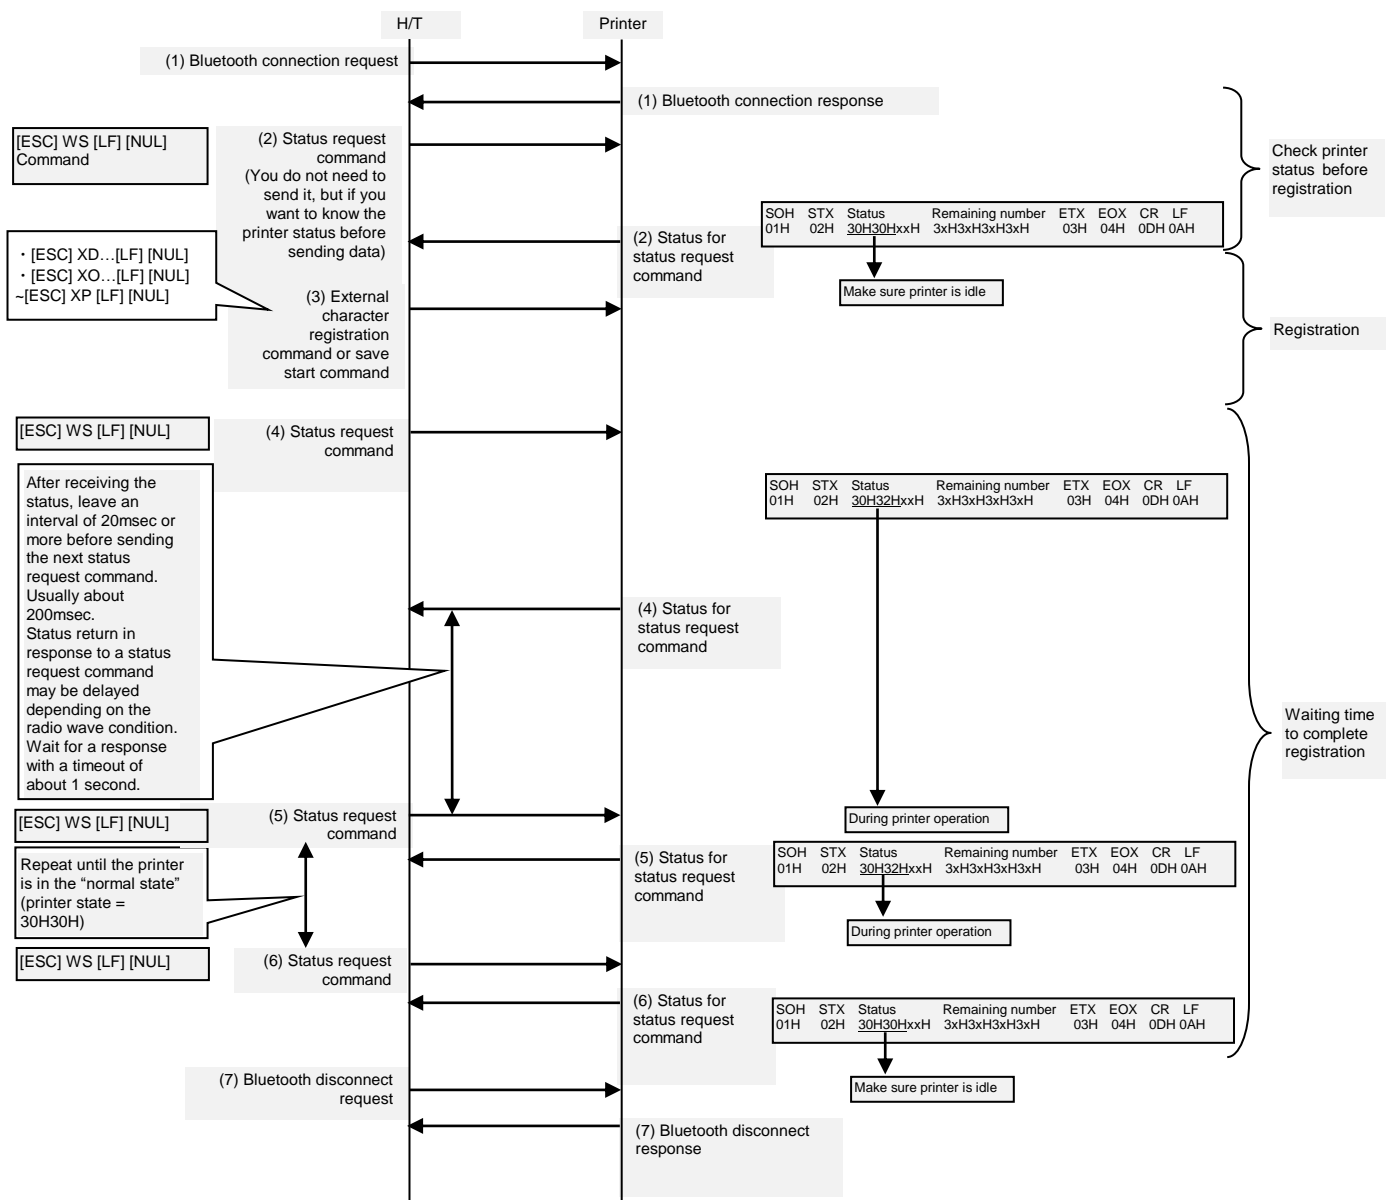 H/T
Printer
(1) Bluetooth connection request
(1) Bluetooth connection response
[ESC] WS [LF] [NUL]
Command
(2) Status request
command
(You do not need to
send it, but if you
want to know the
printer status before
sending data)
Check printer
status before
registration
SOH STX Status Remaining number ETX EOX CR LF
01H 02H 30H30HxxH 3xH3xH3xH3xH 03H 04H 0DH 0AH
(2) Status for
status request
command
Make sure printer is idle
・[ESC] XD…[LF] [NUL]
・[ESC] XO…[LF] [NUL]
~[ESC] XP [LF] [NUL]
(3) External
character
registration
command or save
start command
Registration
[ESC] WS [LF] [NUL]
(4) Status request
command
After receiving the
status, leave an
interval of 20msec or
more before sending
the next status
request command.
Usually about
200msec.
Status return in
response to a status
request command
may be delayed
depending on the
radio wave condition.
Wait for a response
with a timeout of
about 1 second.
SOH STX Status Remaining number ETX EOX CR LF
01H 02H 30H32HxxH 3xH3xH3xH3xH 03H 04H 0DH 0AH
(4) Status for
status request
command
Waiting time
to complete
registration
During printer operation
[ESC] WS [LF] [NUL]
(5) Status request
command
SOH STX Status Remaining number ETX EOX CR LF
01H 02H 30H32HxxH 3xH3xH3xH3xH 03H 04H 0DH 0AH
(5) Status for
status request
command
Repeat until the printer
is in the “normal state”
(printer state =
30H30H)
During printer operation
[ESC] WS [LF] [NUL]
(6) Status request
command
(6) Status for
status request
command
SOH STX Status Remaining number ETX EOX CR LF
01H 02H 30H30HxxH 3xH3xH3xH3xH 03H 04H 0DH 0AH
Make sure printer is idle
(7) Bluetooth disconnect
request
(7) Bluetooth disconnect
response